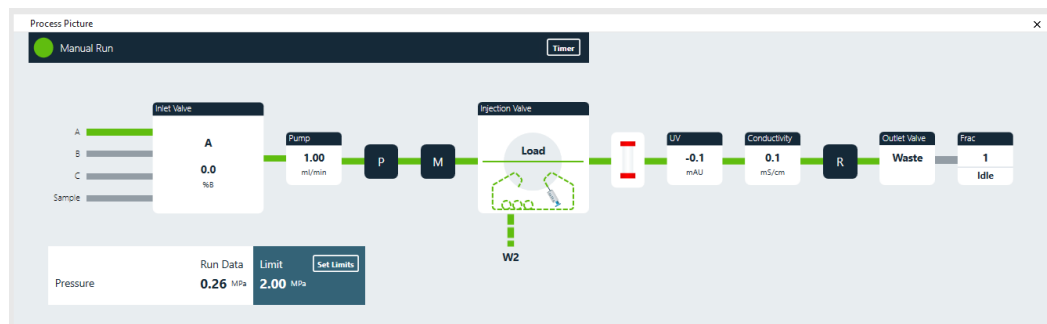 Process Picture
Manual Run
Timer
Inlet Valve
A
B
C
Sample
A
0.0
%B
Pump
1.00
ml/min
P
M
Injection Valve
Load
W2
UV
-0.1
mAU
Conductivity
0.1
mS/cm
R
Outlet Valve
Waste
Frac
1
Idle
Run Data
Limit
Set Limits
Pressure
0.26 MPa
2.00 MPa